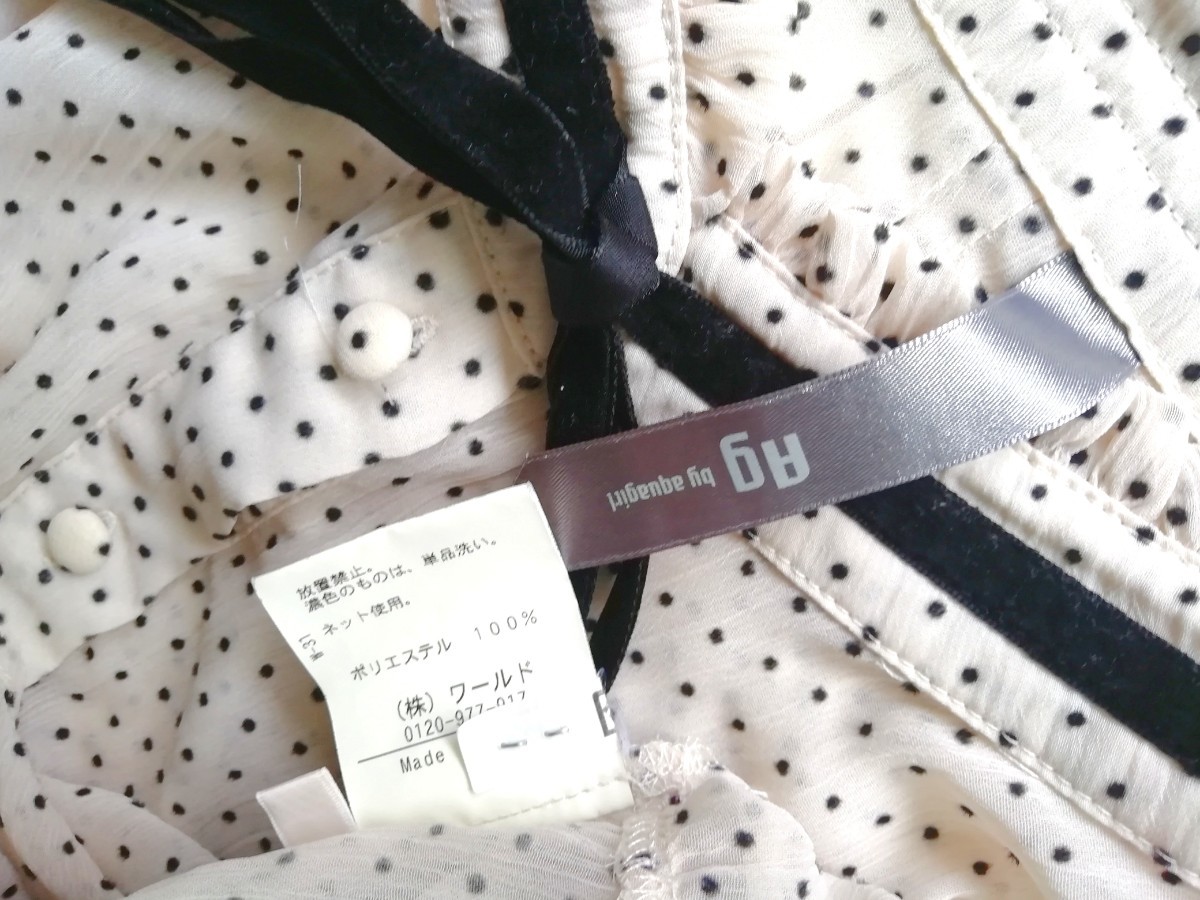 Ag
by aquagirl
放置禁止。
濃色のものは、単品洗い。
ネット使用。
W-31
ポリエステル 100%
(株) ワールド
0120-977-017
Made